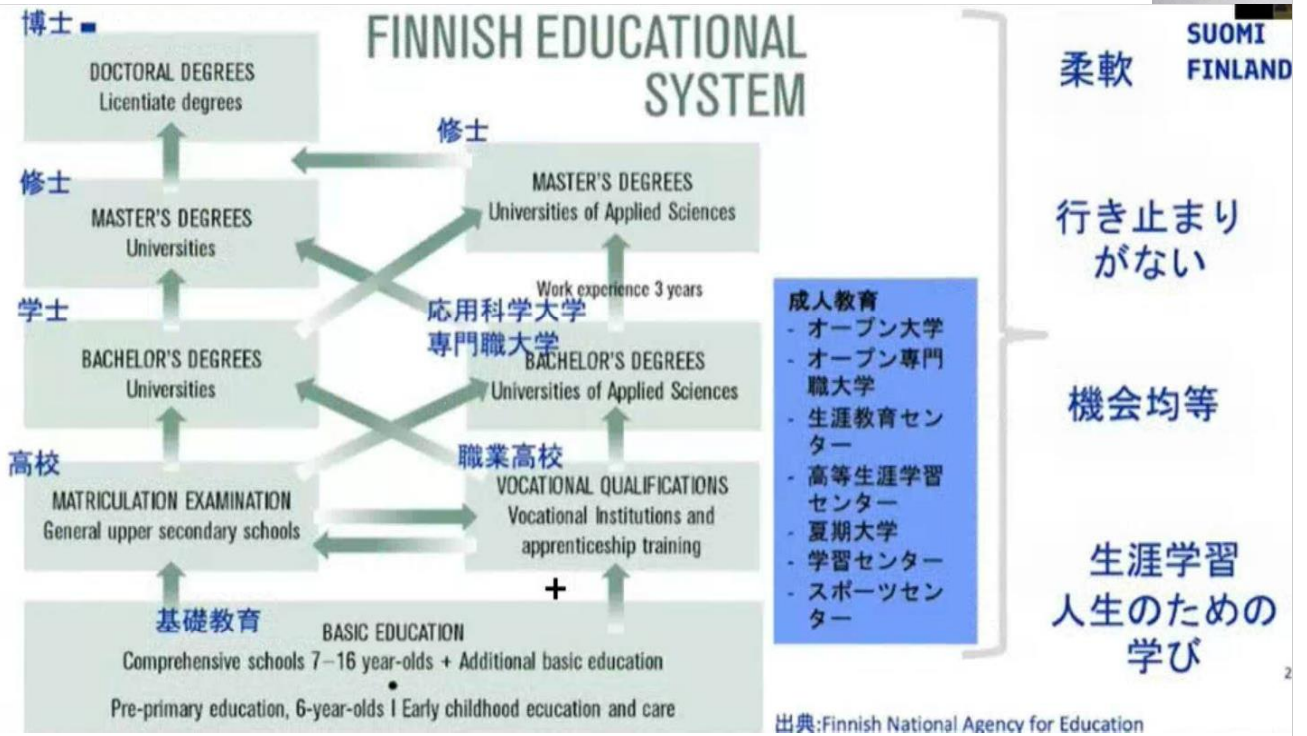 FINNISH EDUCATIONAL
SYSTEM
博士
DOCTORAL DEGREES
Licentiate degrees
修士
MASTER'S DEGREES
Universities
修士
MASTER'S DEGREES
Universities of Applied Sciences
Work experience 3 years
学士
BACHELOR'S DEGREES
Universities
応用科学大学
専門職大学
BACHELOR'S DEGREES
Universities of Applied Sciences
高校
MATRICULATION EXAMINATION
General upper secondary schools
職業高校
VOCATIONAL QUALIFICATIONS
Vocational Institutions and
apprenticeship training
+
基礎教育
BASIC EDUCATION
Comprehensive schools 7–16 year-olds + Additional basic education
•
Pre-primary education, 6-year-olds I Early childhood ecucation and care
成人教育
- オープン大学
- オープン専門
職大学
- 生涯教育セン
ター
- 高等生涯学習
センター
- 夏期大学
- 学習センター
- スポーツセン
ター
SUOMI
FINLAND
柔軟
行き止まり
がない
機会均等
生涯学習
人生のための
学び
2
出典:Finnish National Agency for Education